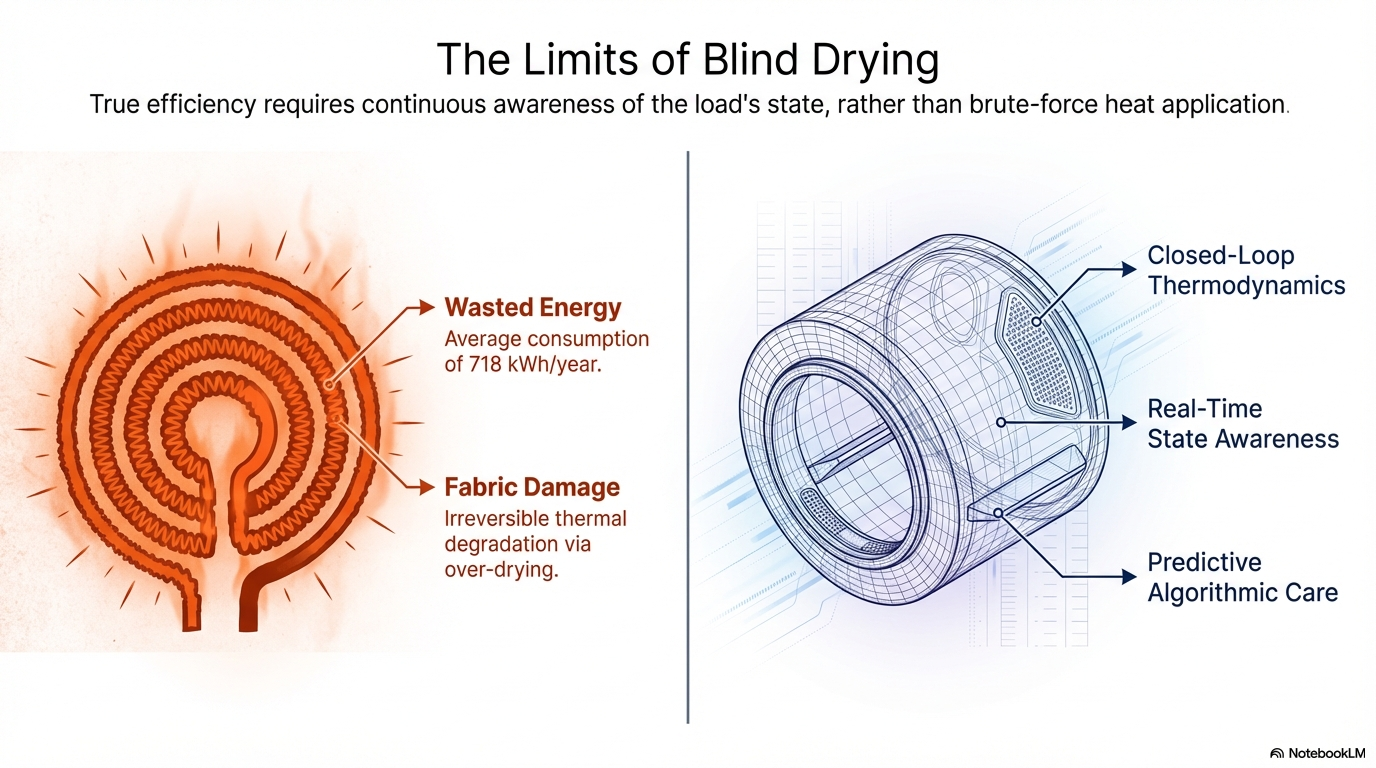 The Limits of Blind Drying
True efficiency requires continuous awareness of the load's state, rather than brute-force heat application.
Wasted Energy
Average consumption
of 718 kWh/year.
Fabric Damage
Irreversible thermal
degradation via
over-drying.
Closed-Loop
Thermodynamics
Real-Time
State Awareness
Predictive
Algorithmic Care
NotebookLM